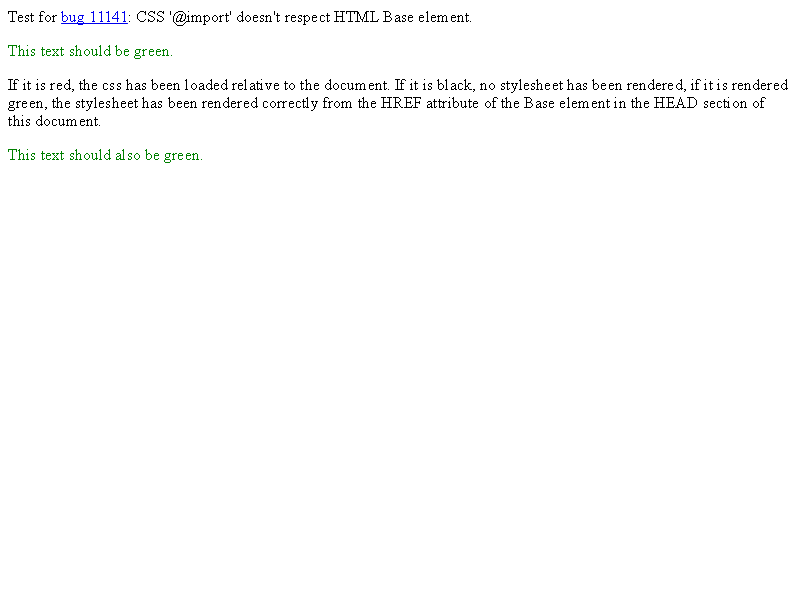 Test for bug 11141: CSS '@import' doesn't respect HTML Base element.
This text should be green.
If it is red, the css has been loaded relative to the document. If it is black, no stylesheet has been rendered, if it is rendered
green, the stylesheet has been rendered correctly from the HREF attribute of the Base element in the HEAD section of
this document.
This text should also be green.